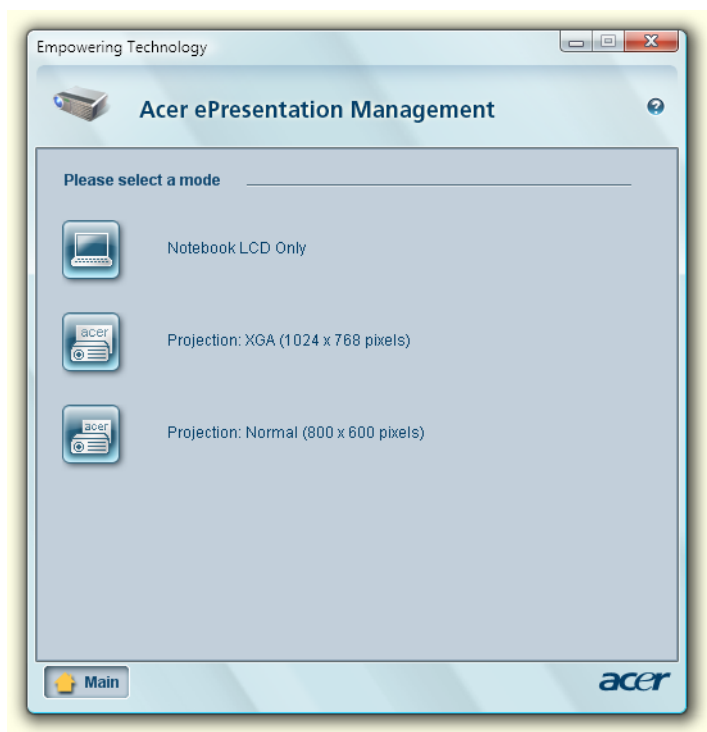 Empowering Technology
Acer ePresentation Management
Please select a mode
Notebook LCD Only
acer
Projection: XGA (1024 x 768 pixels)
acer
Projection: Normal (800 x 600 pixels)
Main
acer